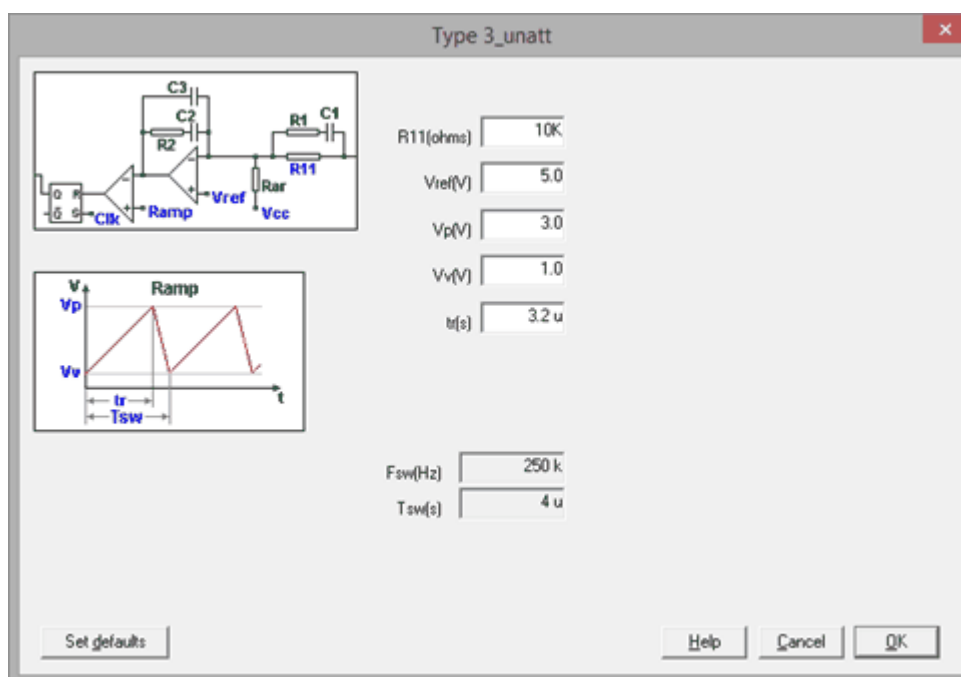 Type 3_unatt
×
C3
C2
R2
R1
C1
R11
Rar
Vref
Vcc
Ramp
Clk
Q R
Q̅ S
R11(ohms) 10K
Vref(V) 5.0
Vp(V) 3.0
Vv(V) 1.0
tr(s) 3.2 u
V
Ramp
Vp
Vv
t
tr
Tsw
Fsw(Hz) 250 k
Tsw(s) 4 u
Set defaults
Help
Cancel
OK